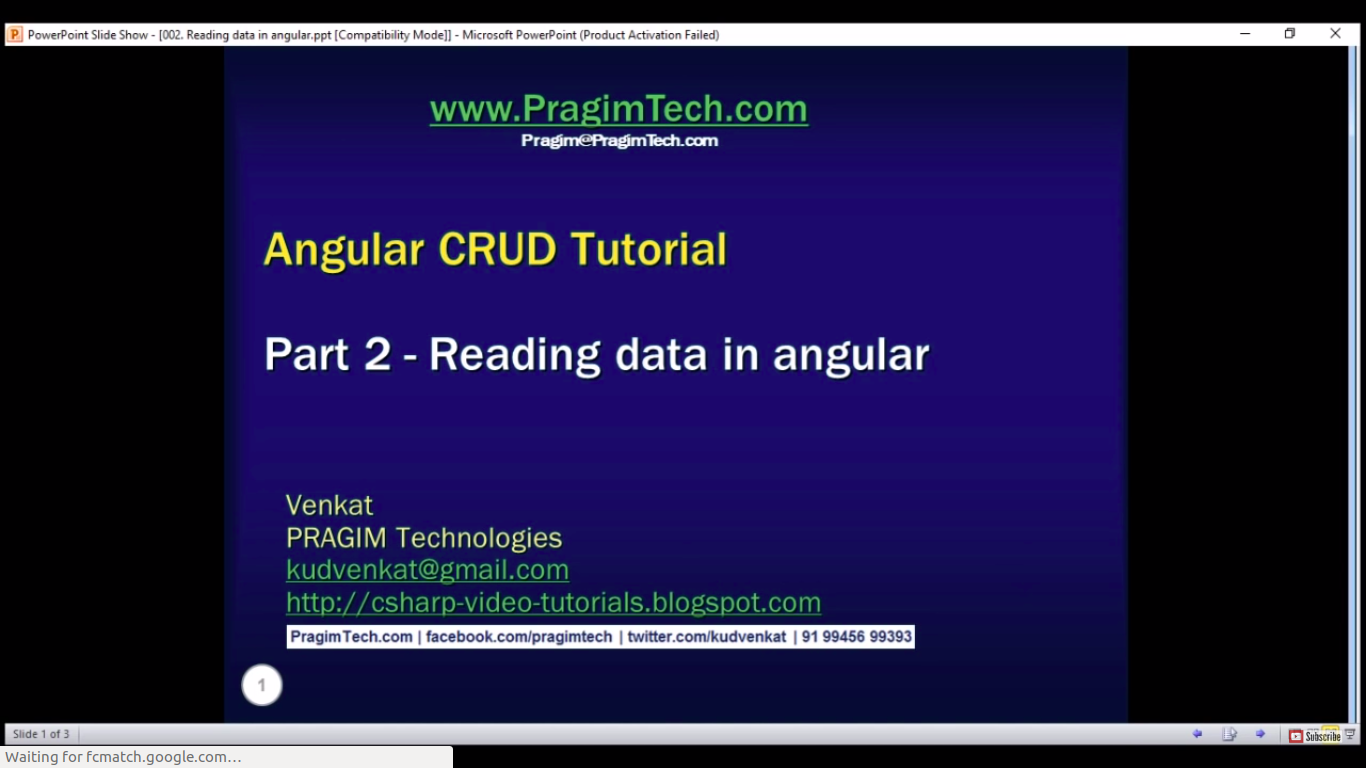 PowerPoint Slide Show - [002. Reading data in angular.ppt [Compatibility Mode]] - Microsoft PowerPoint (Product Activation Failed)
www.PragimTech.com
Pragim@PragimTech.com
Angular CRUD Tutorial
Part 2 - Reading data in angular
Venkat
PRAGIM Technologies
kudvenkat@gmail.com
http://csharp-video-tutorials.blogspot.com
PragimTech.com | facebook.com/pragimtech | twitter.com/kudvenkat | 91 99456 99393
1
Slide 1 of 3
Subscribe
Waiting for fcmatch.google.com…